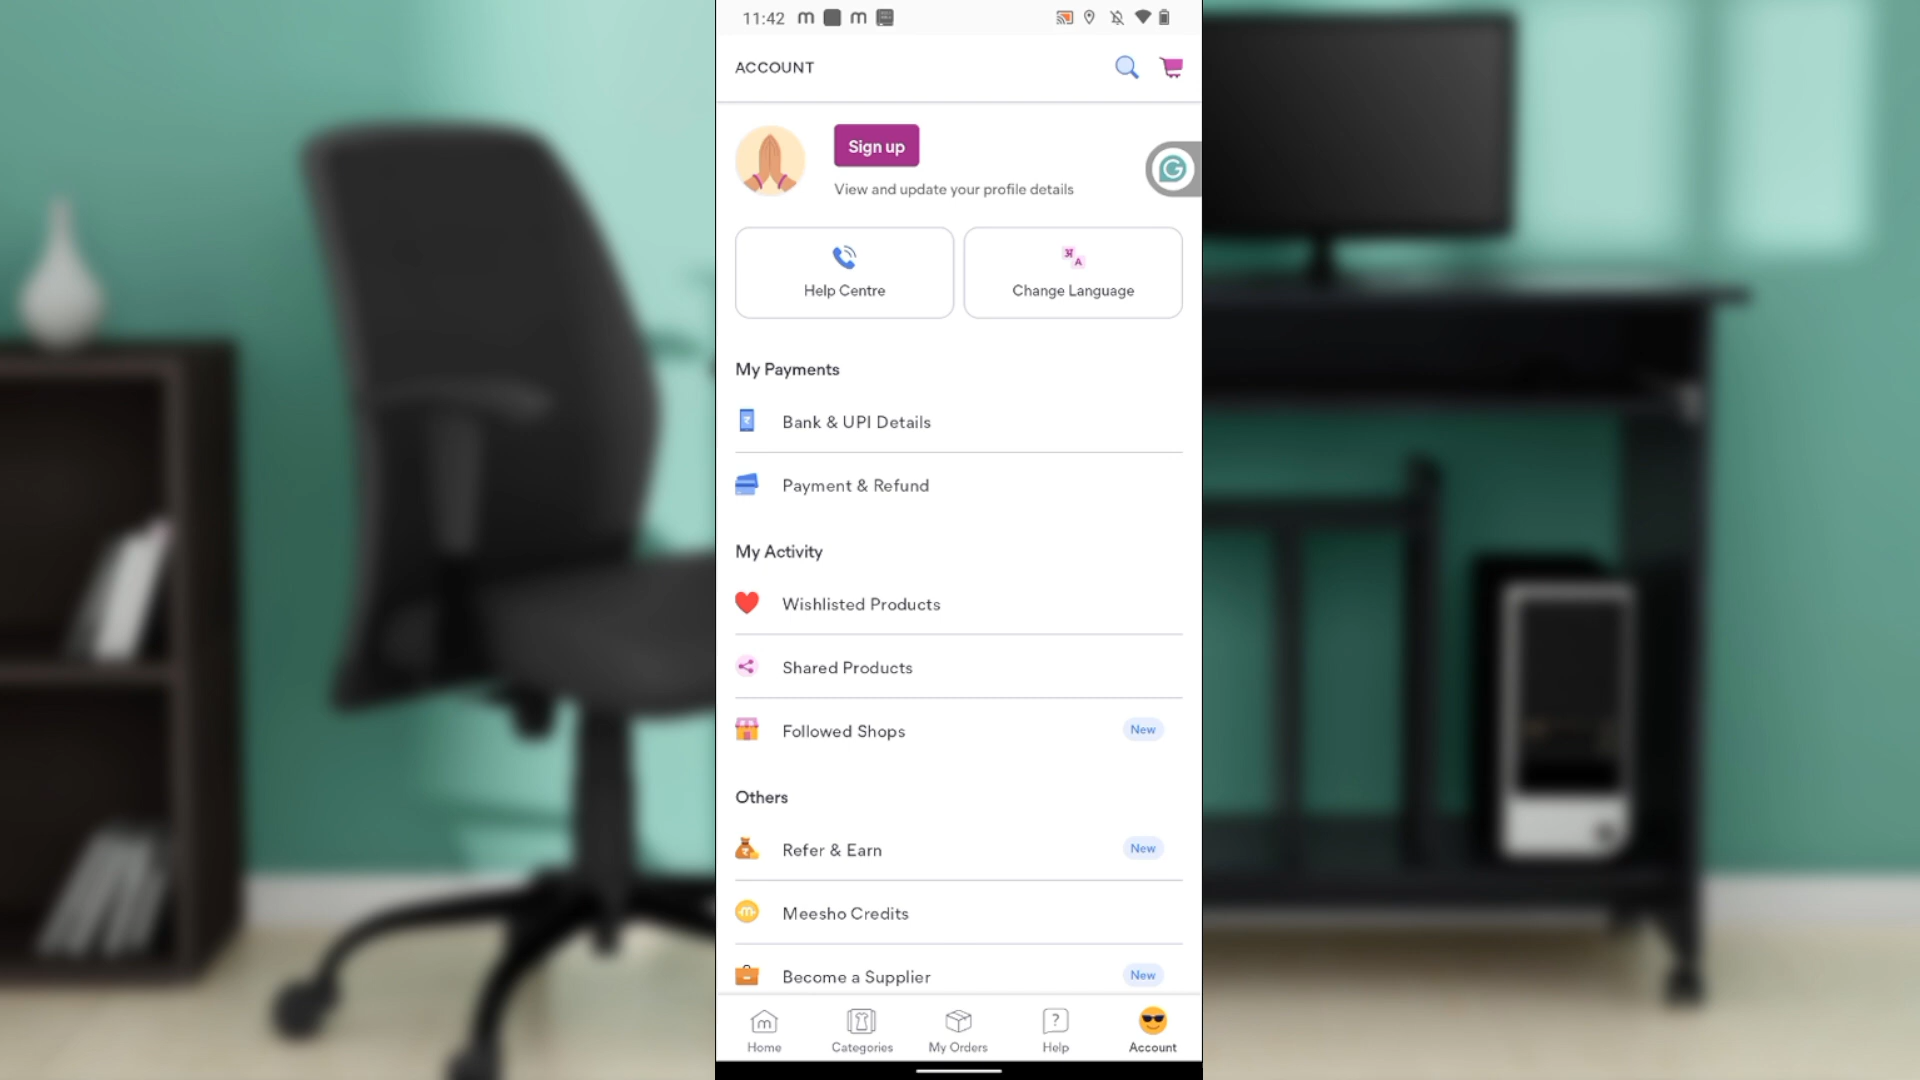 11:42
ACCOUNT
Sign up
View and update your profile details
Help Centre
अ
A
Change Language
My Payments
Bank & UPI Details
Payment & Refund
My Activity
Wishlisted Products
Shared Products
Followed Shops
New
Others
Refer & Earn
New
Meesho Credits
Become a Supplier
New
Home
Categories
My Orders
Help
Account